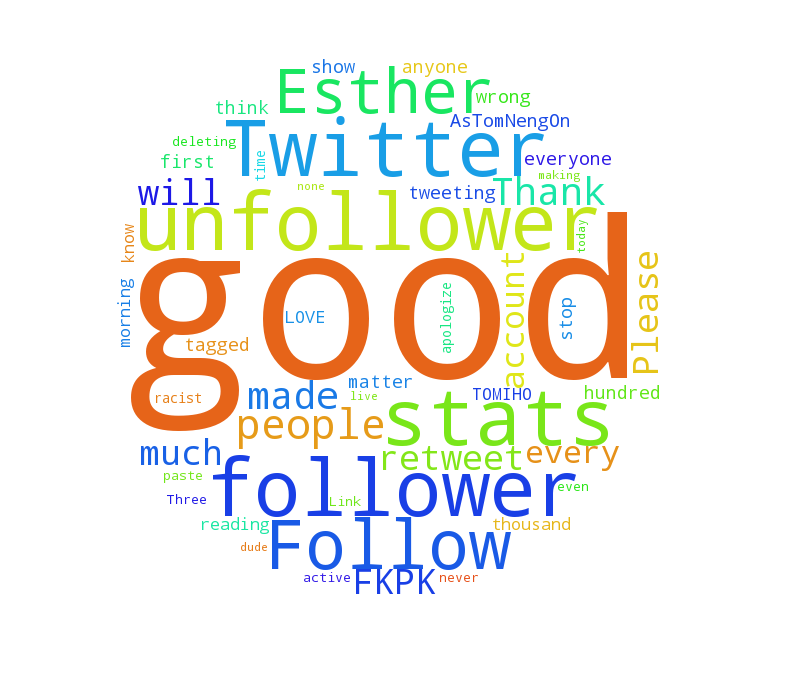 show
anyone
Esther
wrong
think
AsTomNengOn
Twitter
deleting
first
time
everyone
none
making
will
tweeting
Thank
unfollower
know
today
good
account
Please
morning
LOVE
apologize
stop
tagged
matter
made
live
racist
TOMIHO
hundred
people
stats
much
retweet
every
paste
follower
Three
Link
even
reading
thousand
Follow
dude
active
FKPK
never